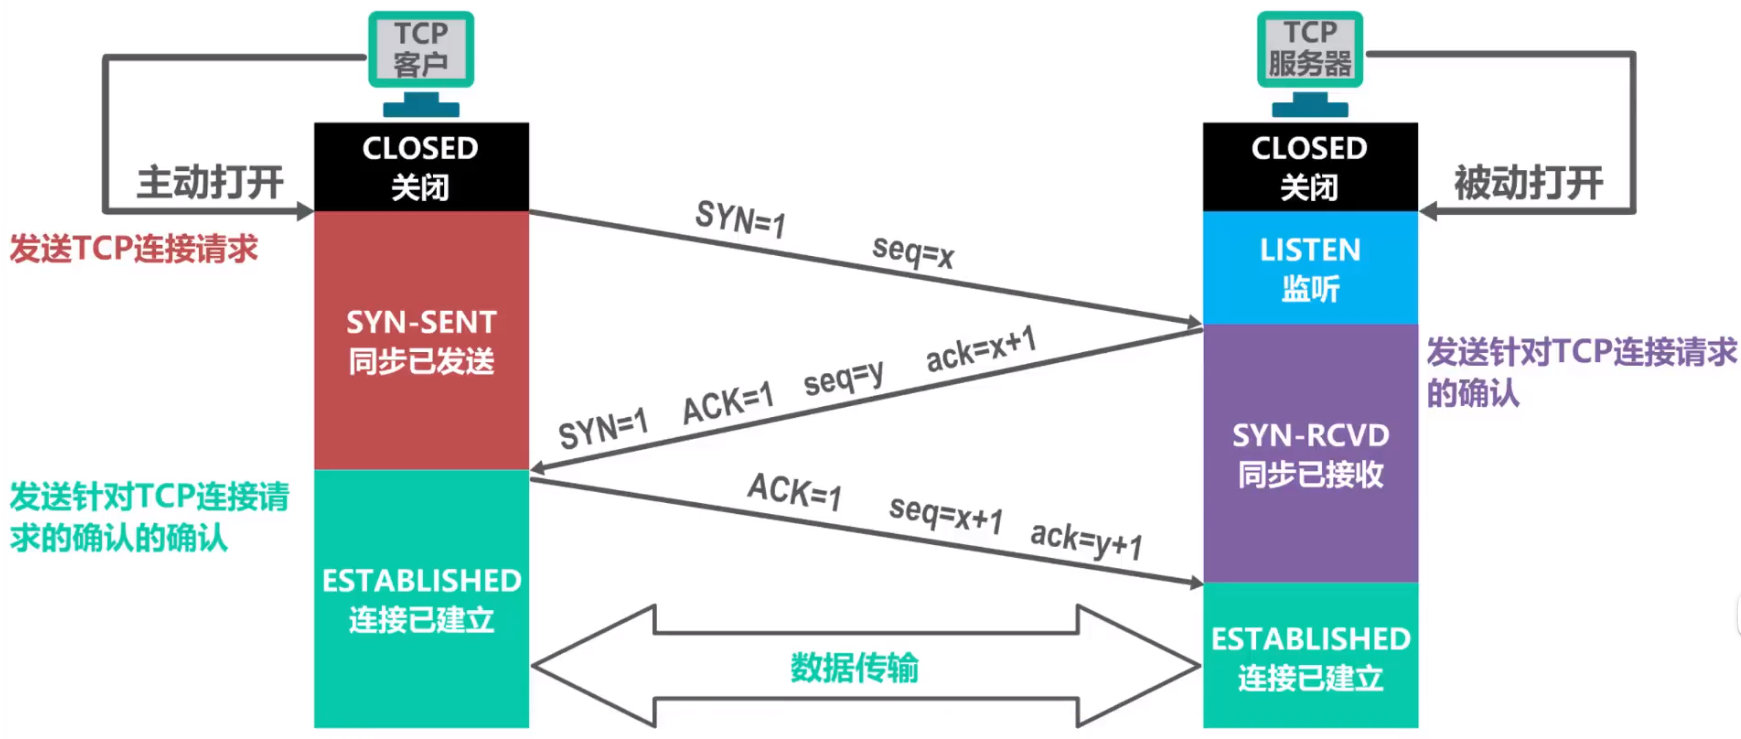 TCP
客户
TCP
服务器
CLOSED
关闭
CLOSED
关闭
主动打开
被动打开
SYN=1 seq=x
发送TCP连接请求
LISTEN
监听
SYN-SENT
同步已发送
SYN=1 ACK=1 seq=y ack=x+1
发送针对TCP连接请求
的确认
SYN-RCVD
同步已接收
发送针对TCP连接请
求的确认的确认
ACK=1 seq=x+1 ack=y+1
ESTABLISHED
连接已建立
数据传输
ESTABLISHED
连接已建立